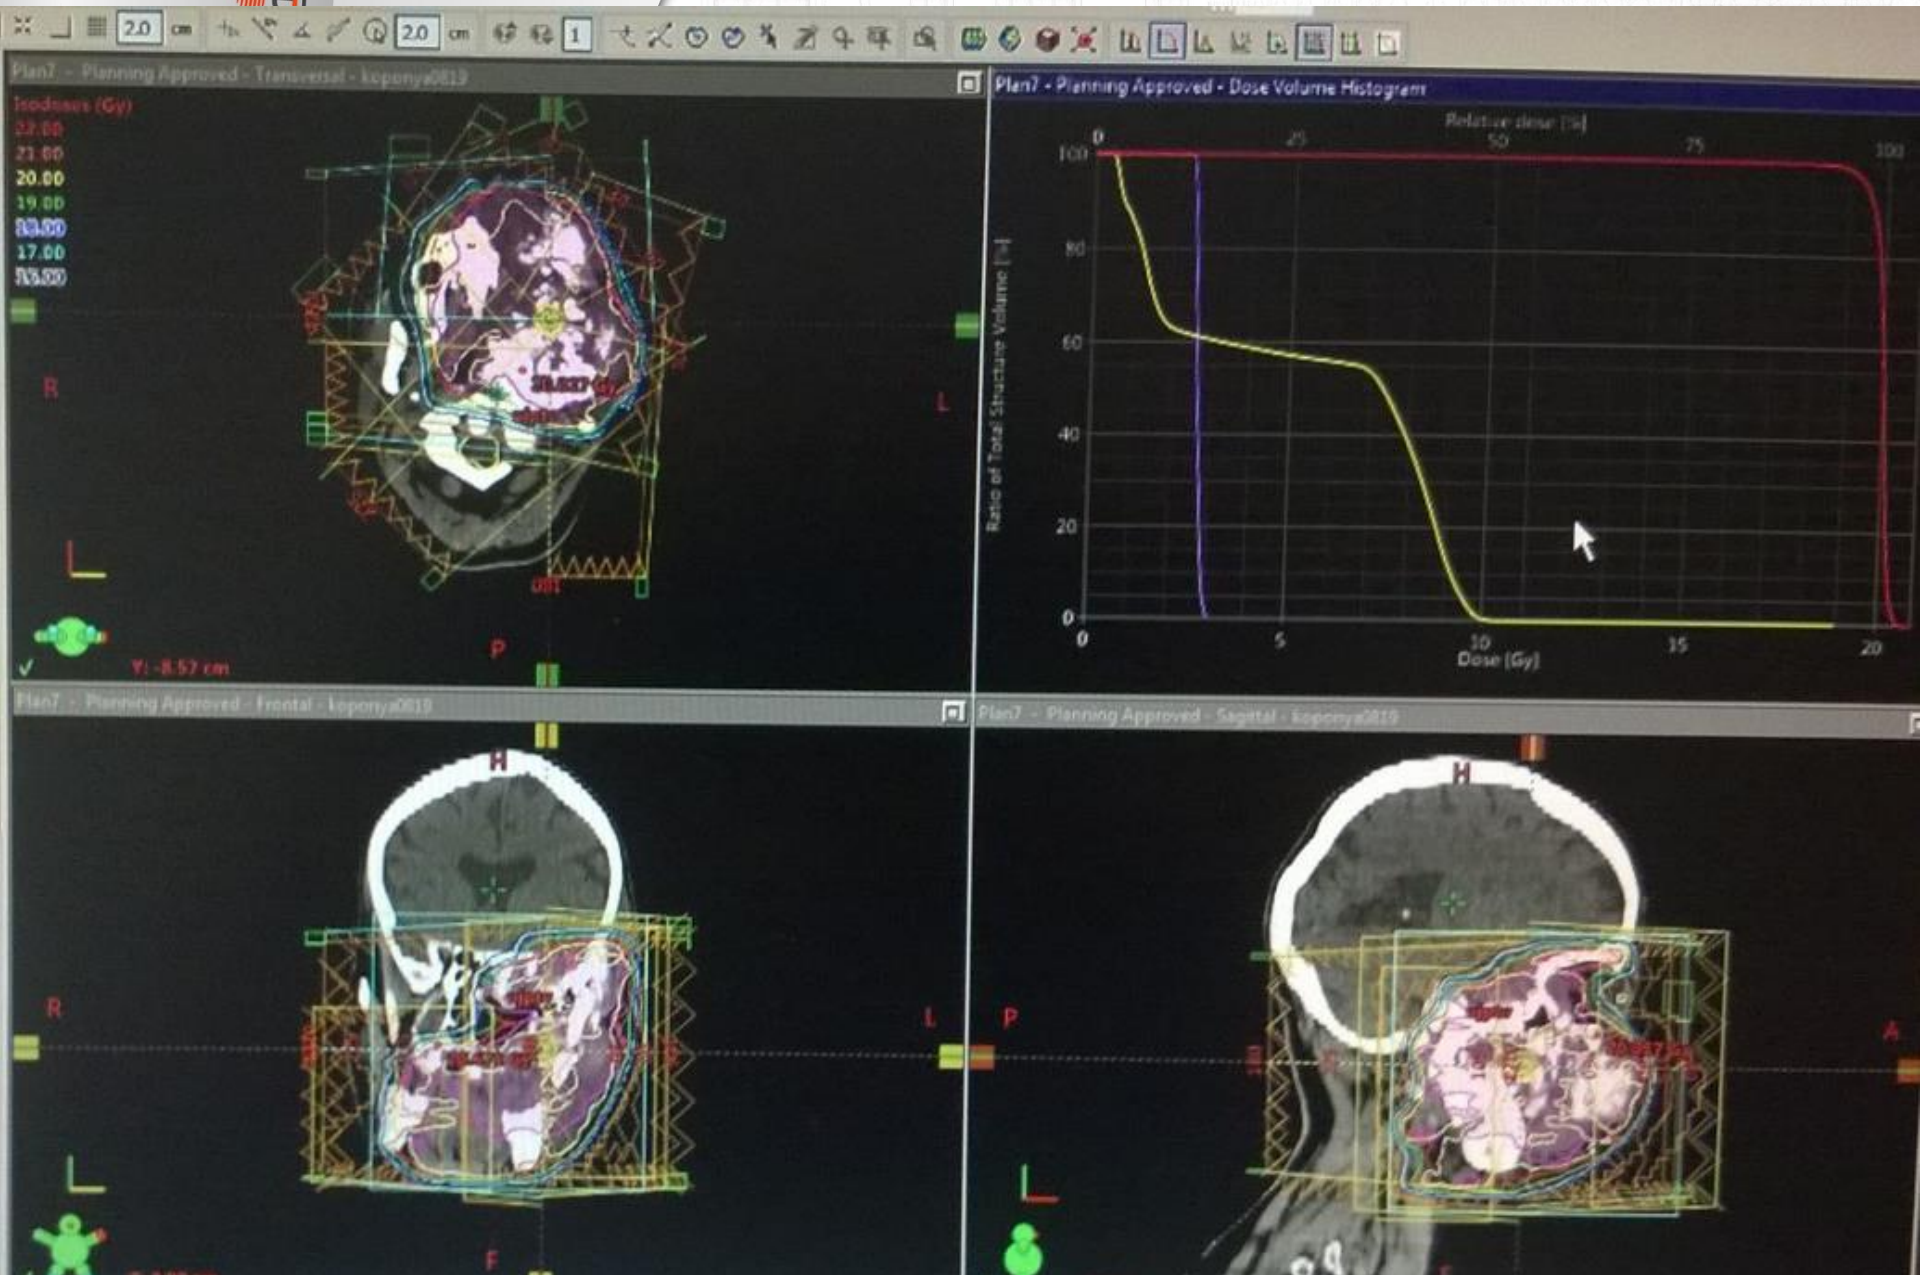 2.0 cm
2.0 cm 1
Plan7 - Planning Approved - Transversal - koponya0819
Isodoses (Gy)
22.00
21.00
20.00
19.00
18.00
17.00
R
L
P
Y: -8.57 cm
Plan7 - Planning Approved - Dose Volume Histogram
Relative dose [%]
0 25 50 75 100
Ratio of Total Structure Volume [%]
100
80
60
40
20
0
0 5 10 15 20
Dose [Gy]
Plan7 - Planning Approved - Frontal - koponya0819
H
R
L
F
Plan7 - Planning Approved - Sagittal - koponya0819
H
P
A